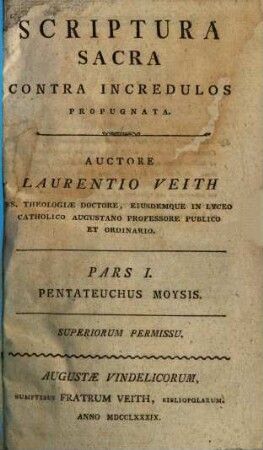 SCRIPTURA
SACRA
CONTRA INCREDULOS
PROPUGNATA.
AUCTORE
LAURENTIO VEITH
SS. THEOLOGIÆ DOCTORE, EJUSDEMQUE IN LYCEO
CATHOLICO AUGUSTANO PROFESSORE PUBLICO
ET ORDINARIO.
PARS I.
PENTATEUCHUS MOYSIS.
SUPERIORUM PERMISSU.
AUGUSTÆ VINDELICORUM,
SUMPTIBUS FRATRUM VEITH, BIBLIOPOLARUM.
ANNO MDCCLXXXIX.